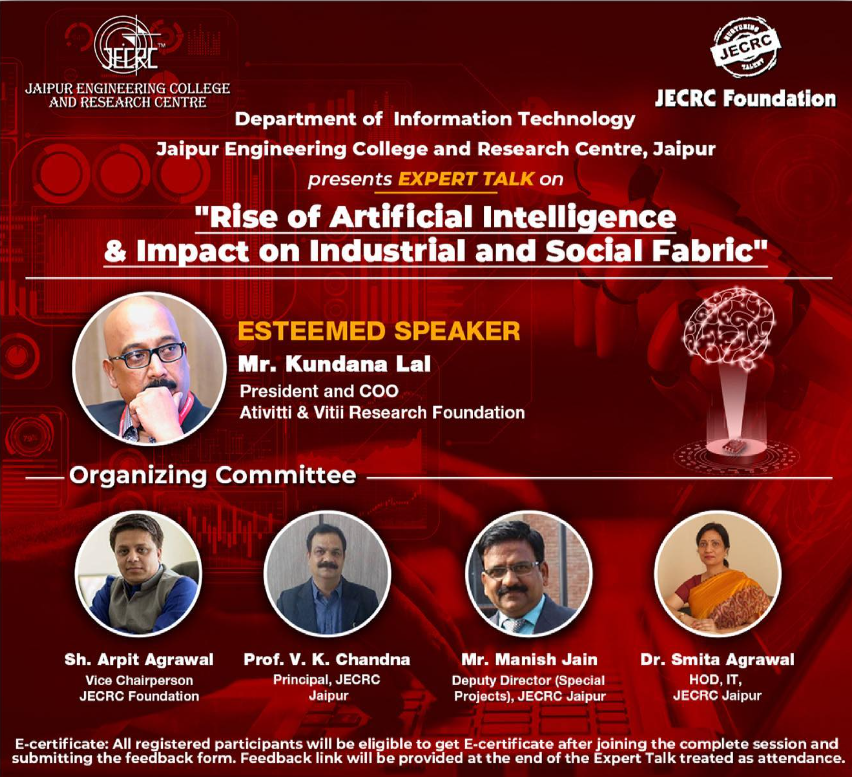 JECRC™
JAIPUR ENGINEERING COLLEGE
AND RESEARCH CENTRE
NURTURING
JECRC
TALENT
JECRC Foundation
Department of Information Technology
Jaipur Engineering College and Research Centre, Jaipur
presents EXPERT TALK on
"Rise of Artificial Intelligence
& Impact on Industrial and Social Fabric"
ESTEEMED SPEAKER
Mr. Kundana Lal
President and COO
Ativitti & Vitii Research Foundation
Organizing Committee
Sh. Arpit Agrawal
Vice Chairperson
JECRC Foundation
Prof. V. K. Chandna
Principal, JECRC
Jaipur
Mr. Manish Jain
Deputy Director (Special
Projects), JECRC Jaipur
Dr. Smita Agrawal
HOD, IT,
JECRC Jaipur
E-certificate: All registered participants will be eligible to get E-certificate after joining the complete session and
submitting the feedback form. Feedback link will be provided at the end of the Expert Talk treated as attendance.